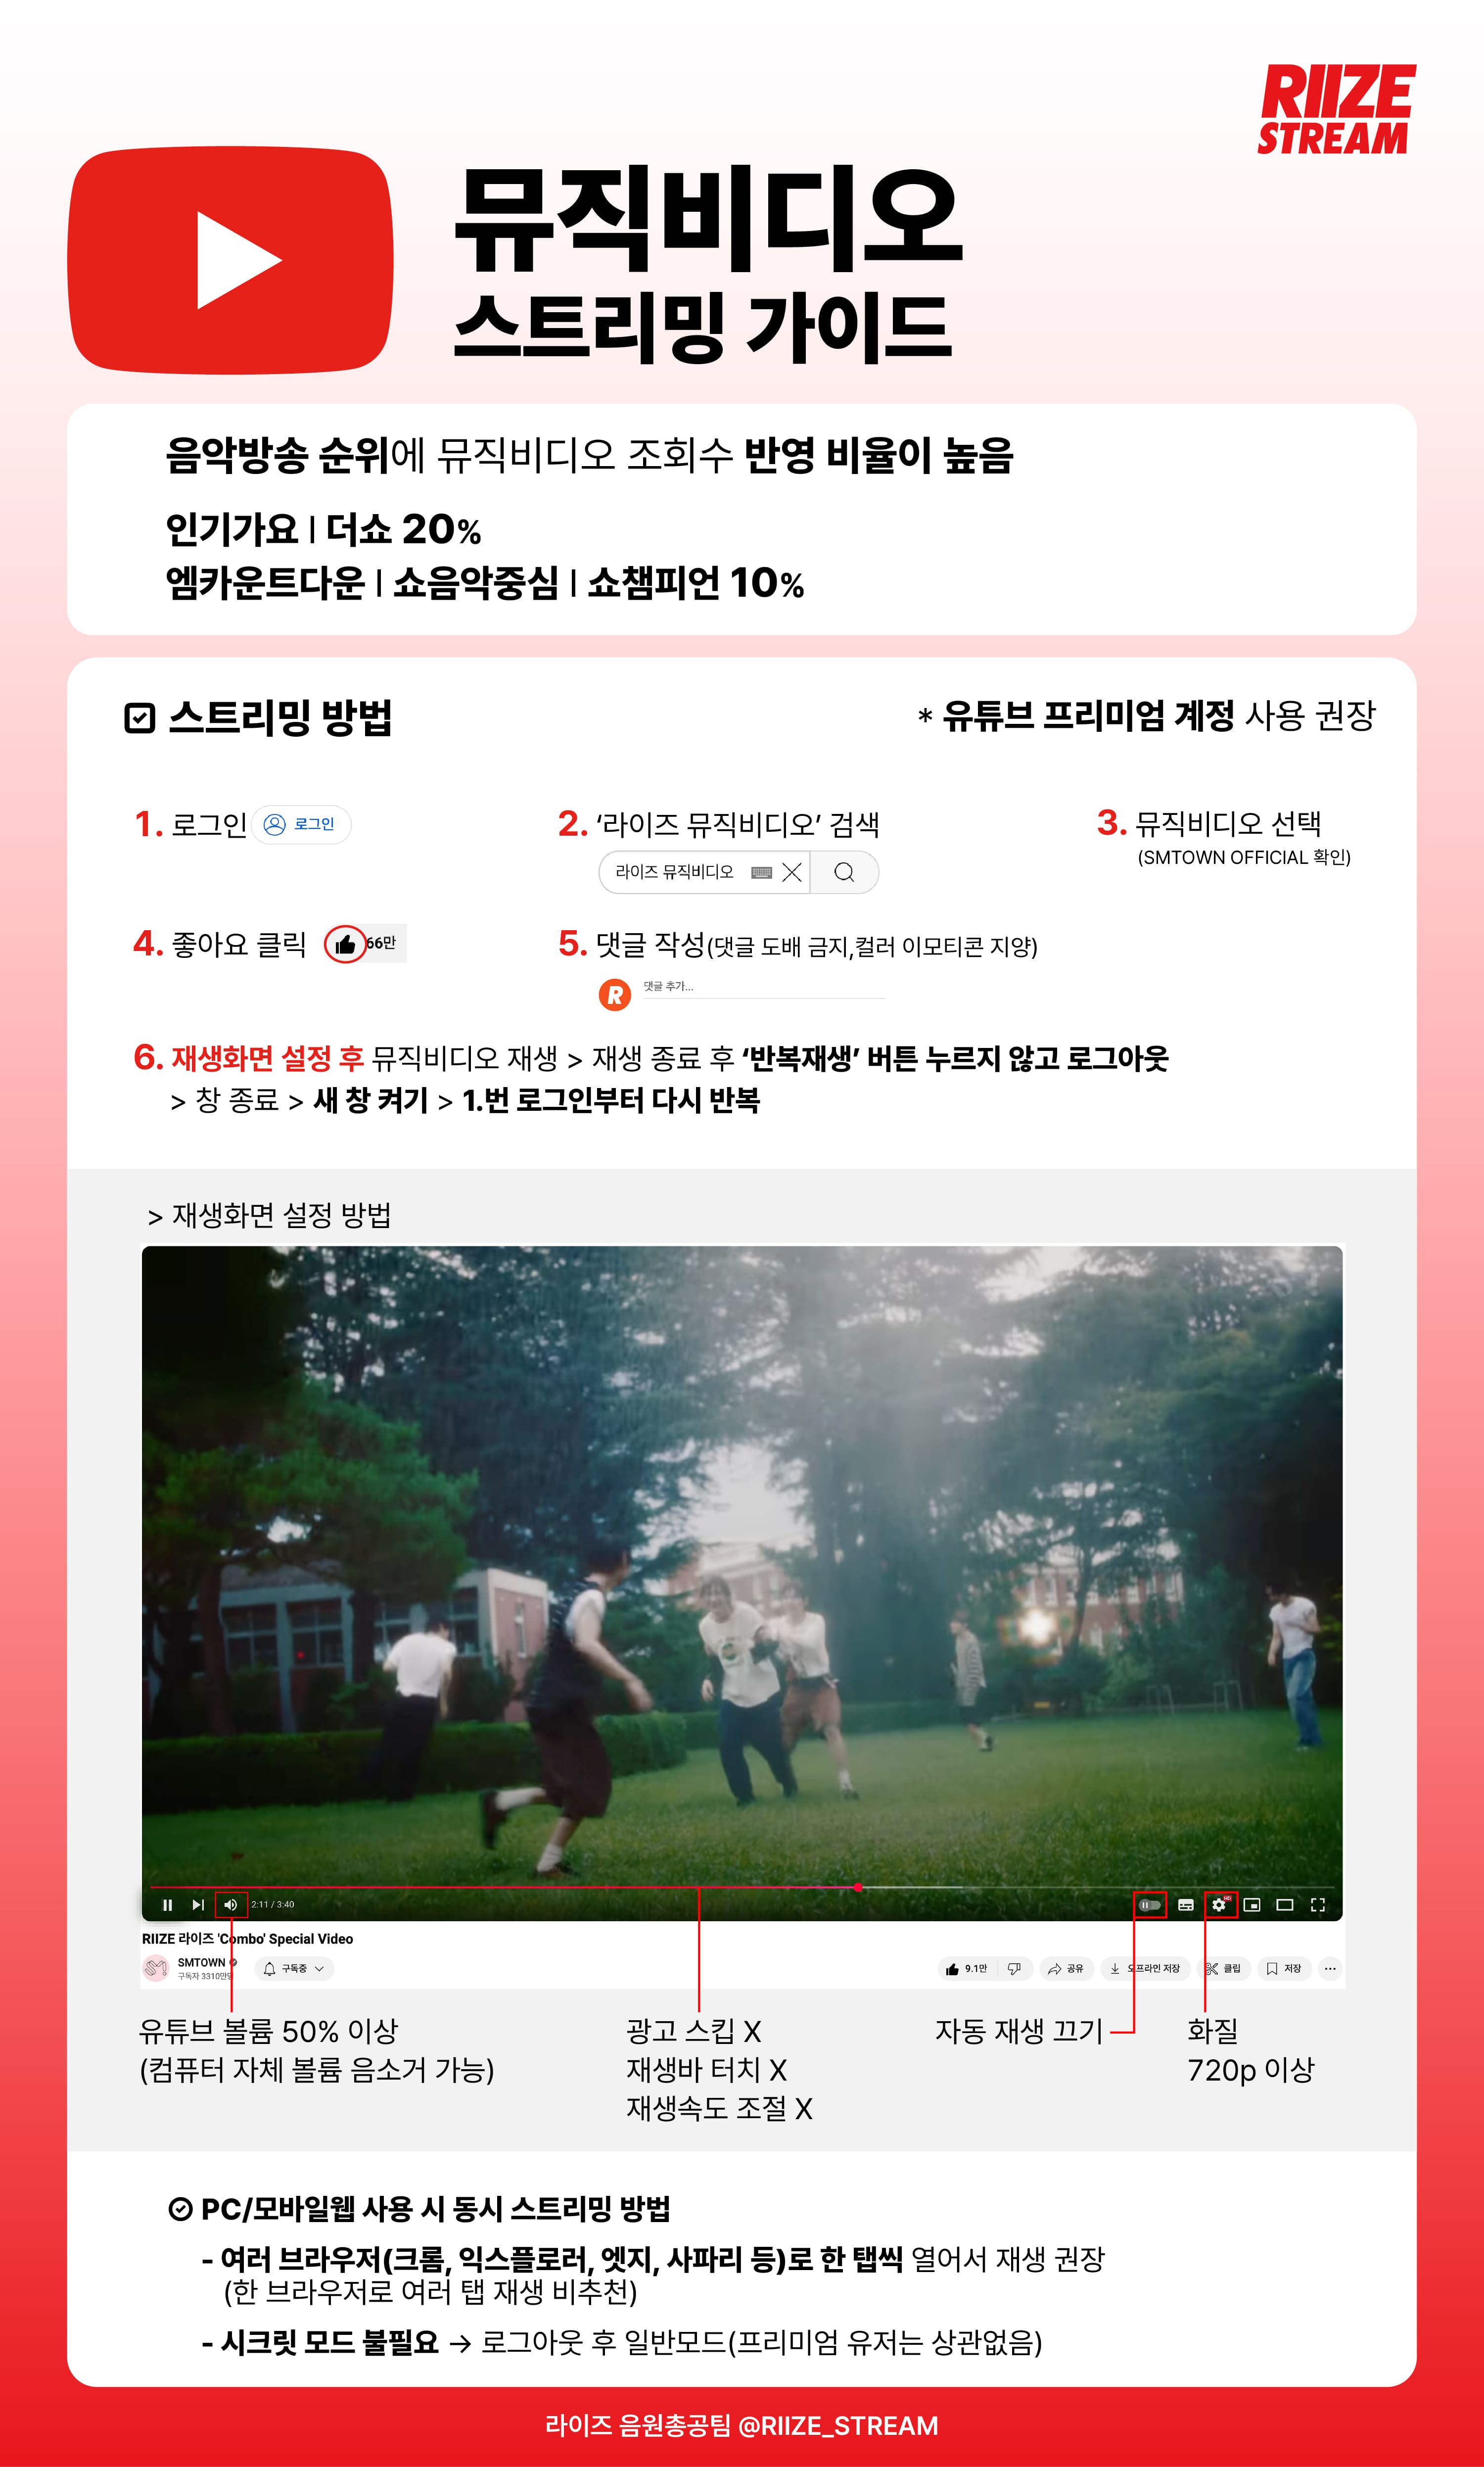 RIIZE
STREAM
뮤직비디오
스트리밍 가이드
음악방송 순위에 뮤직비디오 조회수 반영 비율이 높음
인기가요 | 더쇼 20%
엠카운트다운 | 쇼음악중심 | 쇼챔피언 10%
스트리밍 방법
* 유튜브 프리미엄 계정 사용 권장
1. 로그인 로그인
2. ‘라이즈 뮤직비디오’ 검색
라이즈 뮤직비디오
3. 뮤직비디오 선택
(SMTOWN OFFICIAL 확인)
4. 좋아요 클릭 66만
5. 댓글 작성(댓글 도배 금지,컬러 이모티콘 지양)
R 댓글 추가...
6. 재생화면 설정 후 뮤직비디오 재생 > 재생 종료 후 ‘반복재생’ 버튼 누르지 않고 로그아웃
> 창 종료 > 새 창 켜기 > 1.번 로그인부터 다시 반복
> 재생화면 설정 방법
2:11 / 3:40
HD
RIIZE 라이즈 'Combo' Special Video
SMTOWN
구독자 3310만명
구독중
9.1만
공유
오프라인 저장
클립
저장
유튜브 볼륨 50% 이상
(컴퓨터 자체 볼륨 음소거 가능)
광고 스킵 X
재생바 터치 X
재생속도 조절 X
자동 재생 끄기
화질
720p 이상
PC/모바일웹 사용 시 동시 스트리밍 방법
- 여러 브라우저(크롬, 익스플로러, 엣지, 사파리 등)로 한 탭씩 열어서 재생 권장
(한 브라우저로 여러 탭 재생 비추천)
- 시크릿 모드 불필요 → 로그아웃 후 일반모드(프리미엄 유저는 상관없음)
라이즈 음원총공팀 @RIIZE_STREAM